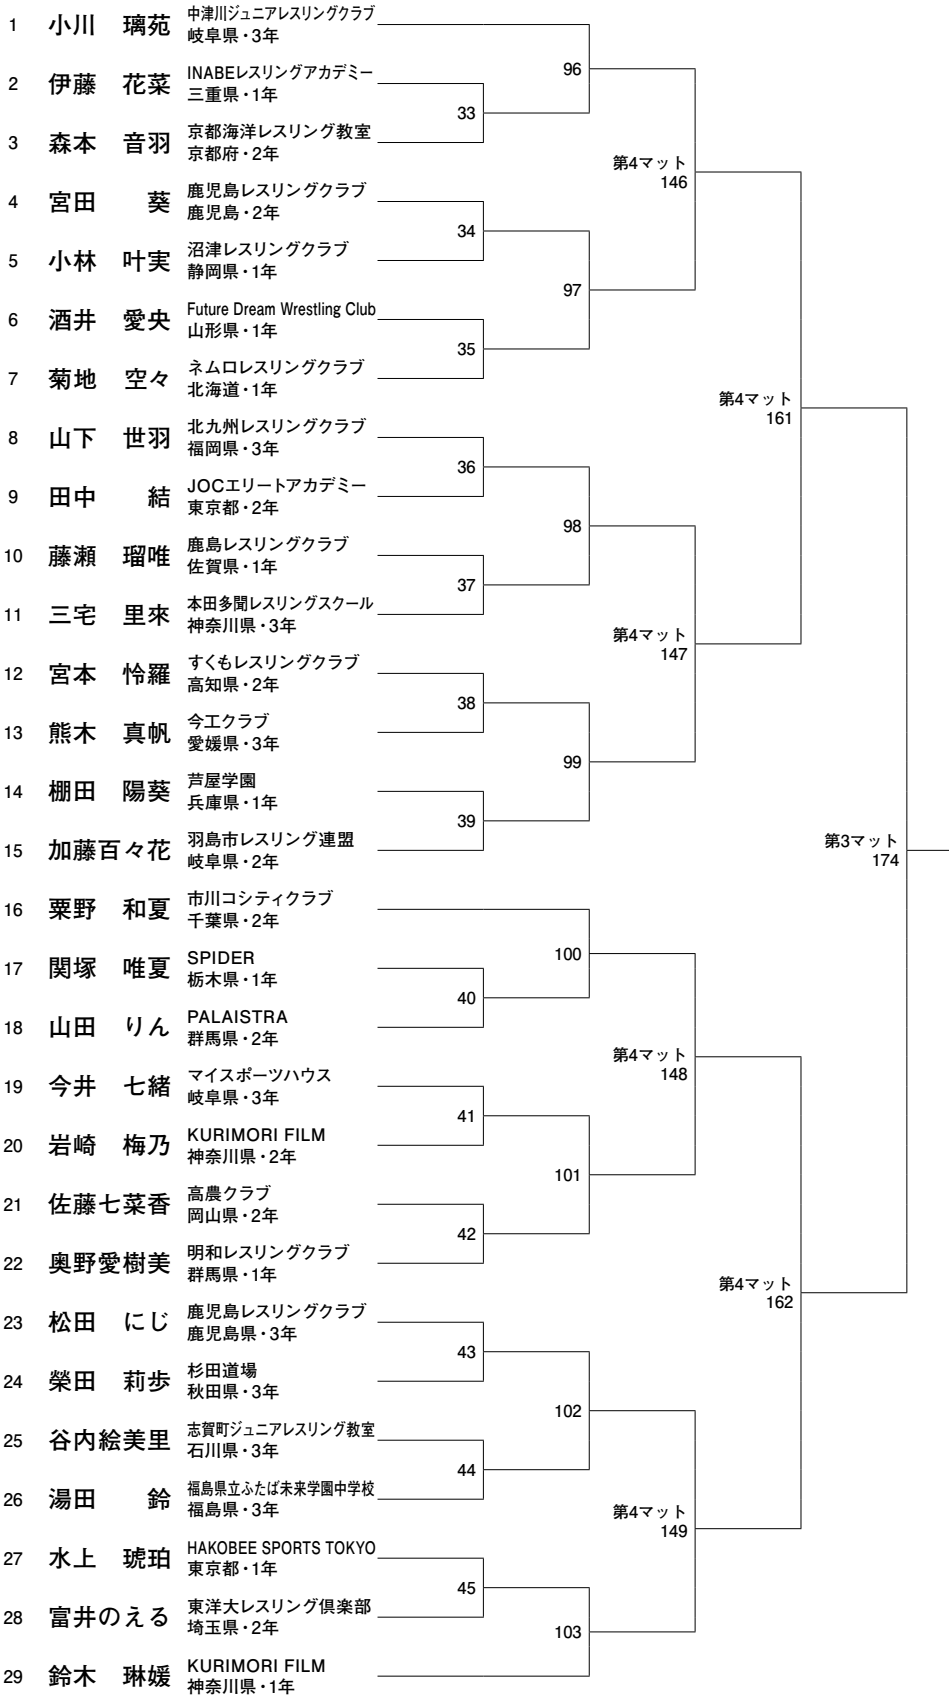 1 小川 璃苑 中津川ジュニアレスリングクラブ
岐阜県・3年
2 伊藤 花菜 INABEレスリングアカデミー
三重県・1年
3 森本 音羽 京都海洋レスリング教室
京都府・2年
4 宮田 葵 鹿児島レスリングクラブ
鹿児島・2年
5 小林 叶実 沼津レスリングクラブ
静岡県・1年
6 酒井 愛央 Future Dream Wrestling Club
山形県・1年
7 菊地 空々 ネムロレスリングクラブ
北海道・1年
8 山下 世羽 北九州レスリングクラブ
福岡県・3年
9 田中 結 JOCエリートアカデミー
東京都・2年
10 藤瀬 瑠唯 鹿島レスリングクラブ
佐賀県・1年
11 三宅 里來 本田多聞レスリングスクール
神奈川県・3年
12 宮本 怜羅 すくもレスリングクラブ
高知県・2年
13 熊木 真帆 今工クラブ
愛媛県・3年
14 棚田 陽葵 芦屋学園
兵庫県・1年
15 加藤百々花 羽島市レスリング連盟
岐阜県・2年
16 粟野 和夏 市川コシティクラブ
千葉県・2年
17 関塚 唯夏 SPIDER
栃木県・1年
18 山田 りん PALAISTRA
群馬県・2年
19 今井 七緒 マイスポーツハウス
岐阜県・3年
20 岩崎 梅乃 KURIMORI FILM
神奈川県・2年
21 佐藤七菜香 高農クラブ
岡山県・2年
22 奥野愛樹美 明和レスリングクラブ
群馬県・1年
23 松田 にじ 鹿児島レスリングクラブ
鹿児島県・3年
24 榮田 莉歩 杉田道場
秋田県・3年
25 谷内絵美里 志賀町ジュニアレスリング教室
石川県・3年
26 湯田 鈴 福島県立ふたば未来学園中学校
福島県・3年
27 水上 琥珀 HAKOBEE SPORTS TOKYO
東京都・1年
28 富井のえる 東洋大レスリング倶楽部
埼玉県・2年
29 鈴木 琳媛 KURIMORI FILM
神奈川県・1年
33
34
35
36
37
38
39
40
41
42
43
44
45
96
97
98
99
100
101
102
103
第4マット
146
第4マット
147
第4マット
148
第4マット
149
第4マット
161
第4マット
162
第3マット
174